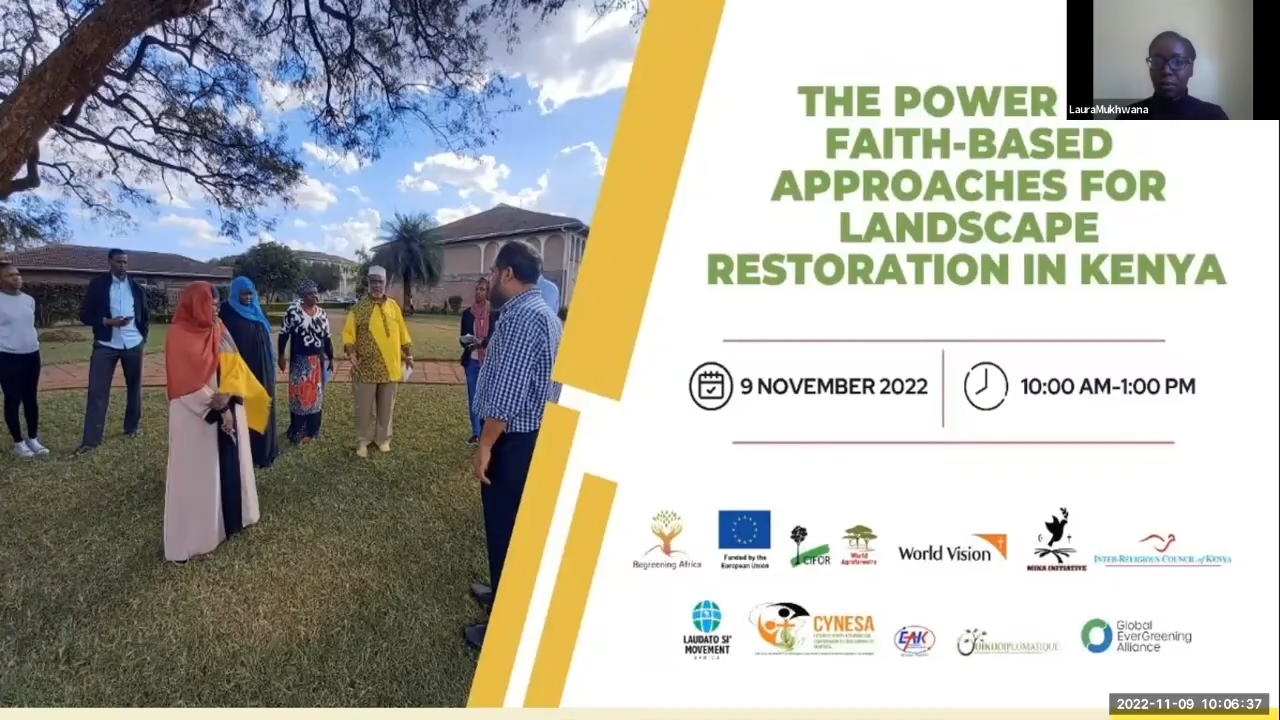 THE POWER
FAITH-BASED
APPROACHES FOR
LANDSCAPE
RESTORATION IN KENYA
LauraMukhwana
9 NOVEMBER 2022
10:00 AM-1:00 PM
Regreening Africa
Funded by the
European Union
CIFOR
World
Agroforestry
World Vision
MIKA INITIATIVE
INTER-RELIGIOUS COUNCIL of KENYA
LAUDATO SI'
MOVEMENT
AFRICA
CYNESA
EAK
Global
EverGreening
Alliance
2022-11-09 10:06:37